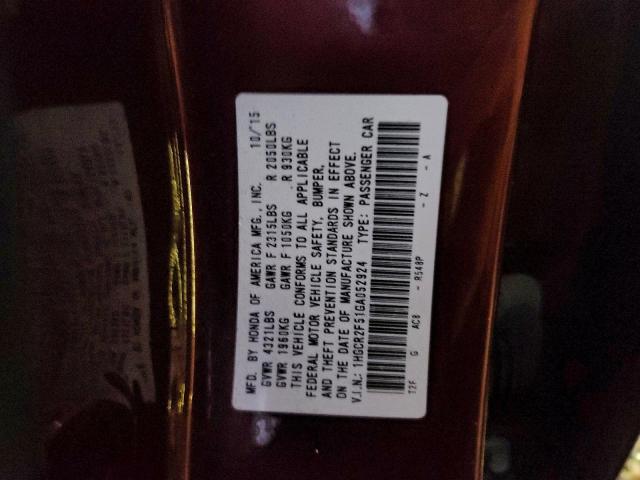 MFD. BY HONDA OF AMERICA MFG., INC. 10/15
GVWR 4321LBS GAWR F 2315LBS R 2050LBS
GVWR 1960KG GAWR F 1050KG R 930KG
THIS VEHICLE CONFORMS TO ALL APPLICABLE
FEDERAL MOTOR VEHICLE SAFETY, BUMPER,
AND THEFT PREVENTION STANDARDS IN EFFECT
ON THE DATE OF MANUFACTURE SHOWN ABOVE.
V.I.N.: 1HGCR2F51GA052924 TYPE: PASSENGER CAR
T2F G AC8 - R548P - Z - A